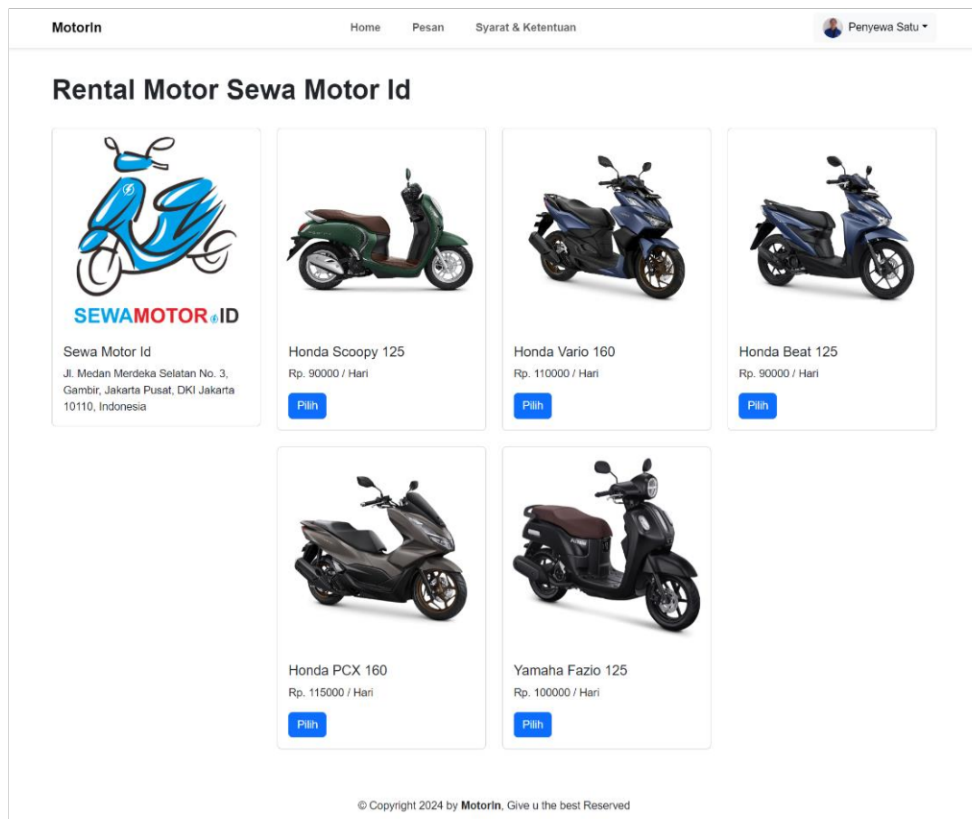 MotorIn
Home
Pesan
Syarat & Ketentuan
Penyewa Satu
Rental Motor Sewa Motor Id
SEWAMOTOR ID
Sewa Motor Id
Jl. Medan Merdeka Selatan No. 3,
Gambir, Jakarta Pusat, DKI Jakarta
10110, Indonesia
Honda Scoopy 125
Rp. 90000 / Hari
Pilih
Honda Vario 160
Rp. 110000 / Hari
Pilih
Honda Beat 125
Rp. 90000 / Hari
Pilih
Honda PCX 160
Rp. 115000 / Hari
Pilih
Yamaha Fazio 125
Rp. 100000 / Hari
Pilih
© Copyright 2024 by MotorIn, Give u the best Reserved